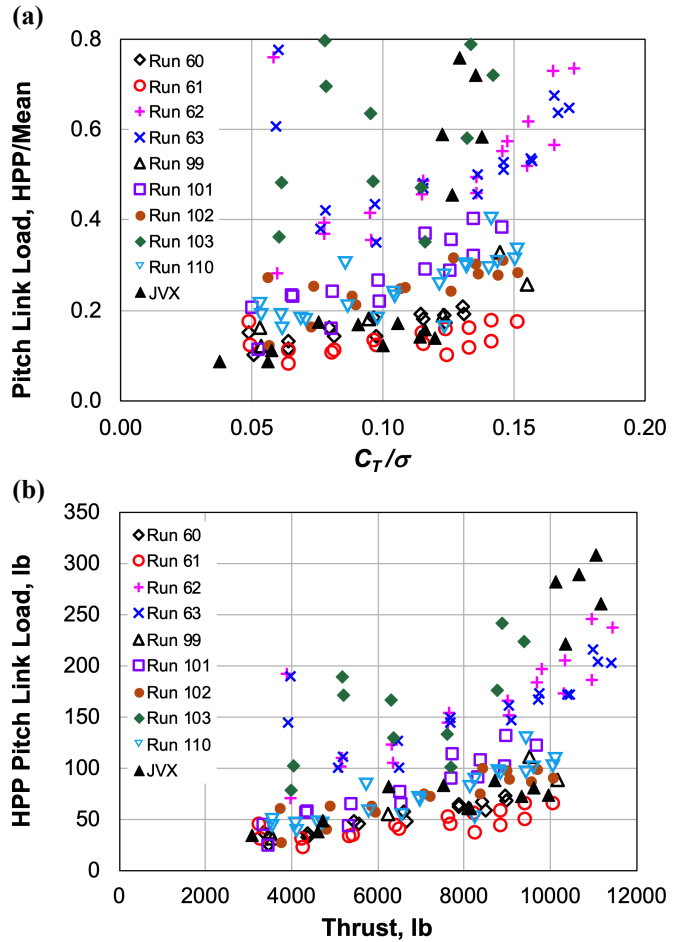 (a)
Pitch Link Load, HPP/Mean
0.8
0.6
0.4
0.2
0.0
Run 60
Run 61
Run 62
Run 63
Run 99
Run 101
Run 102
Run 103
Run 110
JVX
0.00 0.05 0.10 0.15 0.20
C_T/σ
(b)
HPP Pitch Link Load, lb
350
300
250
200
150
100
50
0
Run 60
Run 61
Run 62
Run 63
Run 99
Run 101
Run 102
Run 103
Run 110
JVX
0 2000 4000 6000 8000 10000 12000
Thrust, lb